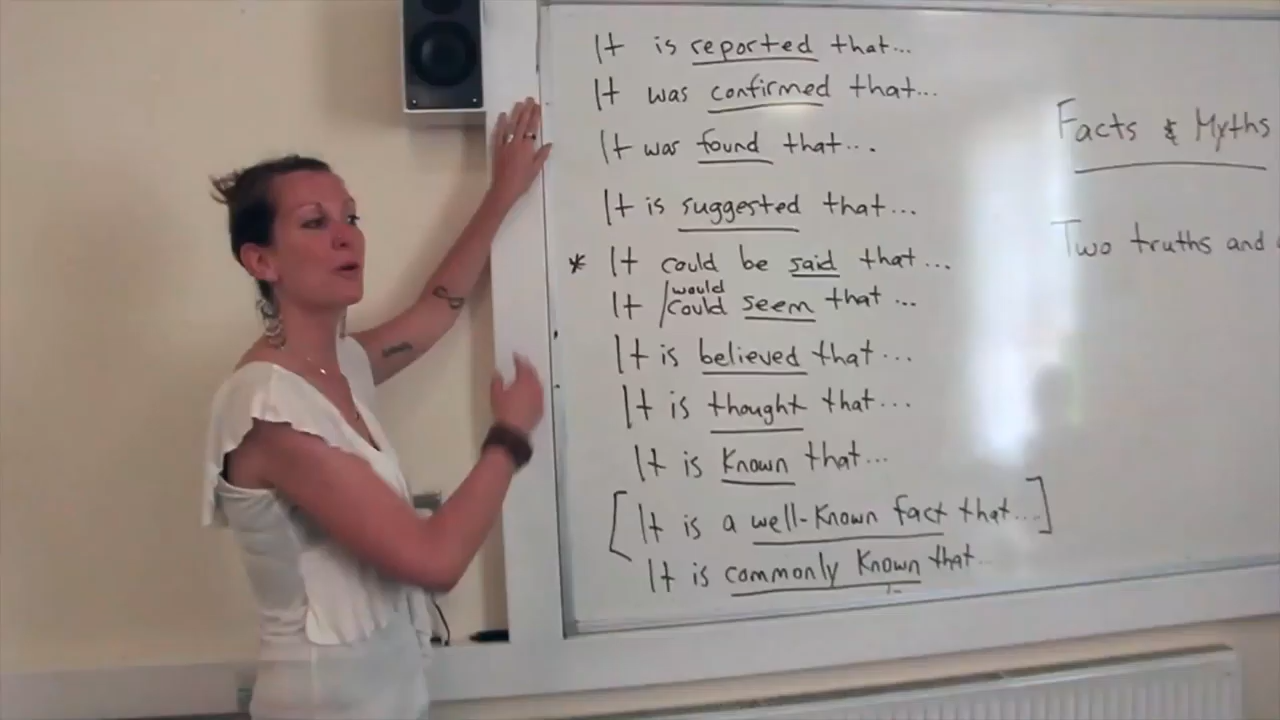 It is reported that...
It was confirmed that...
It was found that...
It is suggested that...
* It could be said that...
would
It /could seem that ...
It is believed that...
It is thought that...
It is known that...
[It is a well-known fact that...]
It is commonly known that...
Facts & Myths
Two truths and